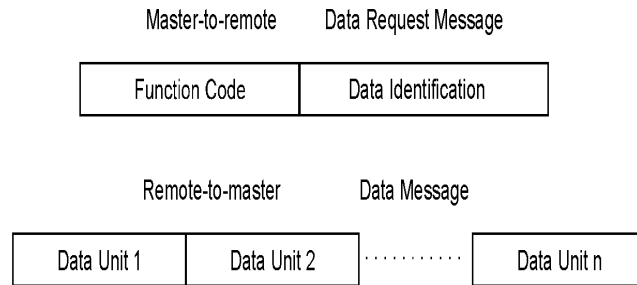 Master-to-remote Data Request Message
Function Code Data Identification
Remote-to-master Data Message
Data Unit 1 Data Unit 2 ........... Data Unit n